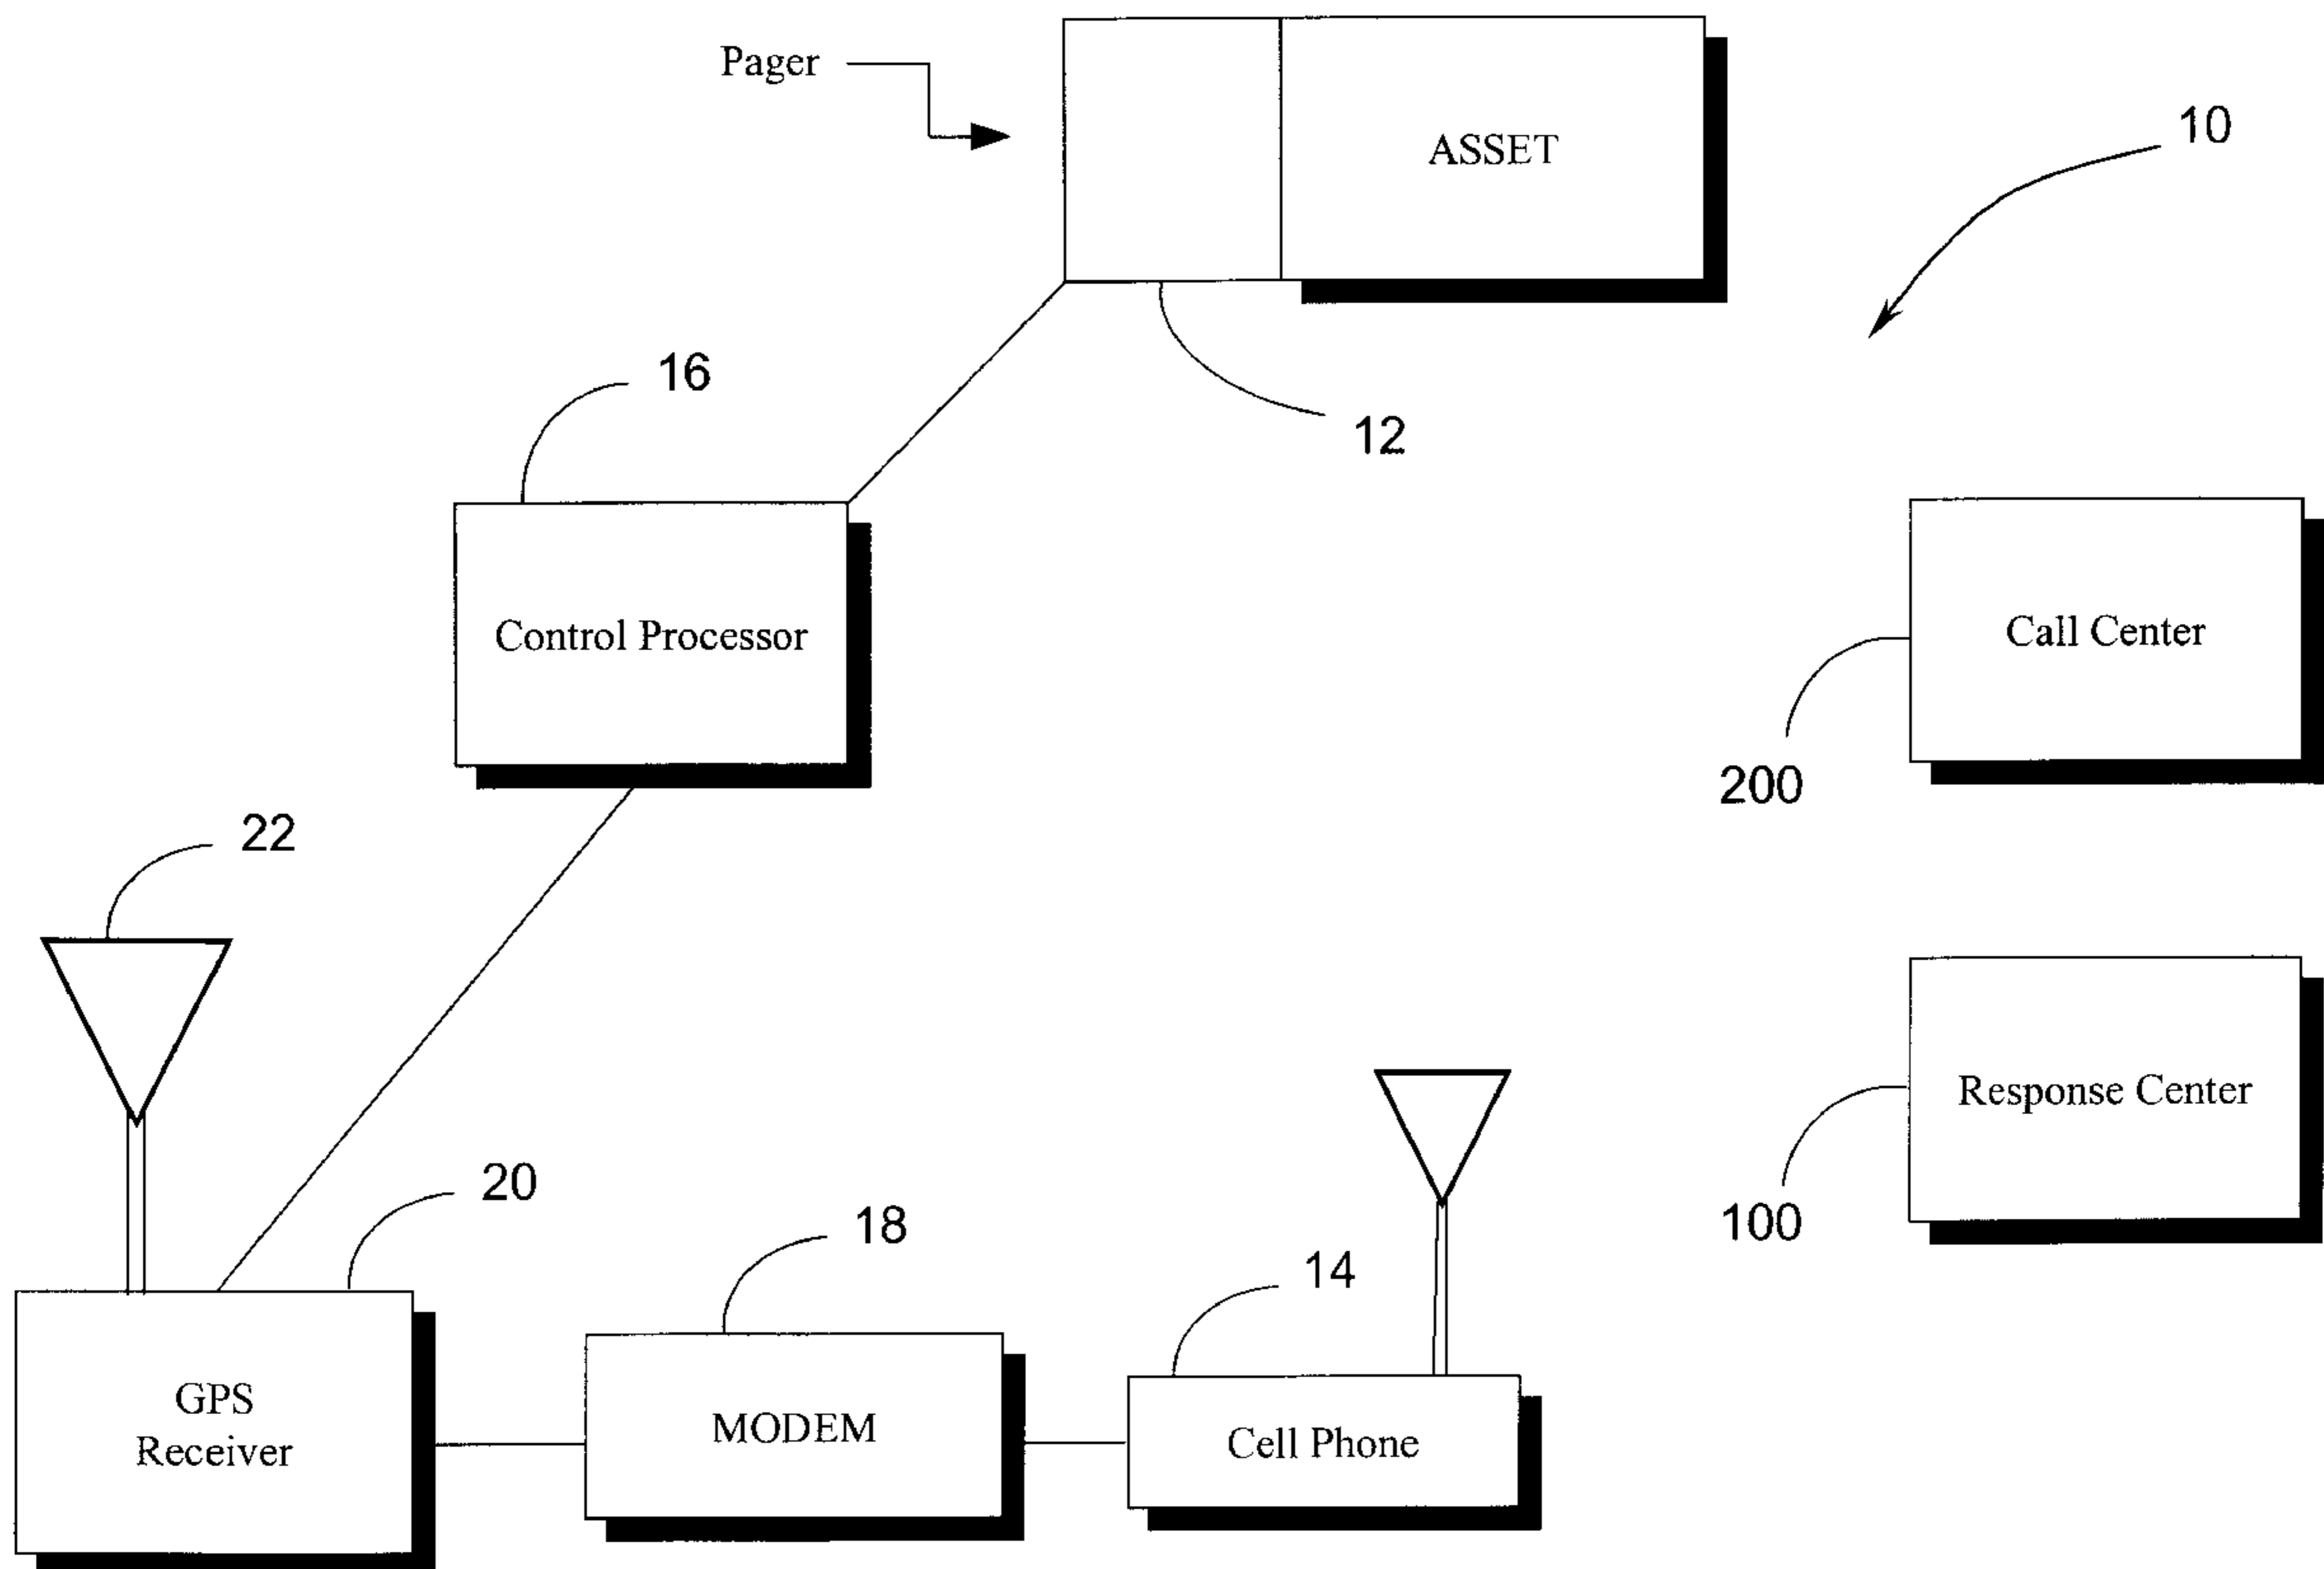 Pager
ASSET
10
16
12
Control Processor
Call Center
200
22
Response Center
20
18
14
100
GPS
Receiver
MODEM
Cell Phone